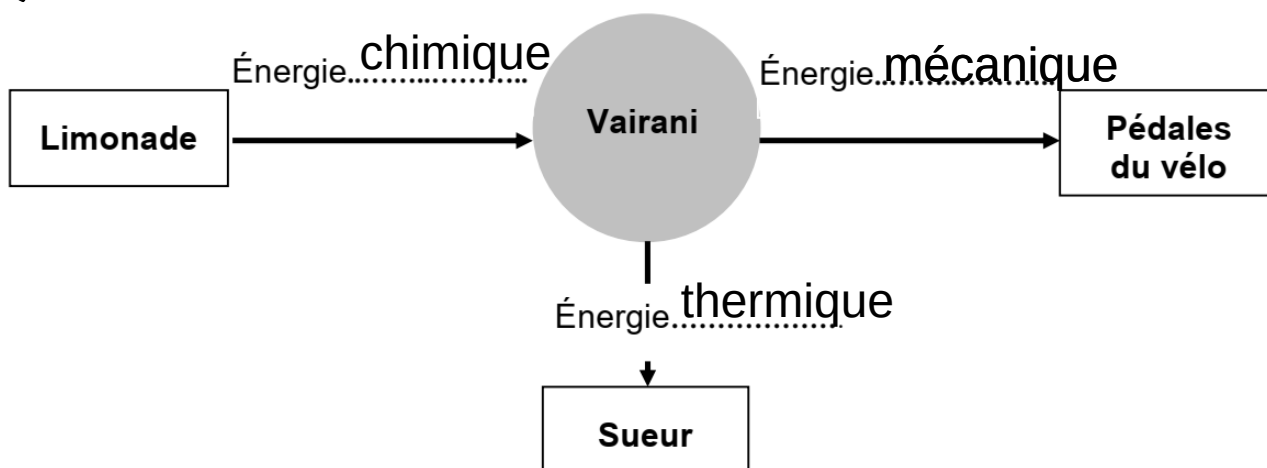 Énergie chimique
Énergie mécanique
Limonade
Vairani
Pédales
du vélo
Énergie thermique
Sueur